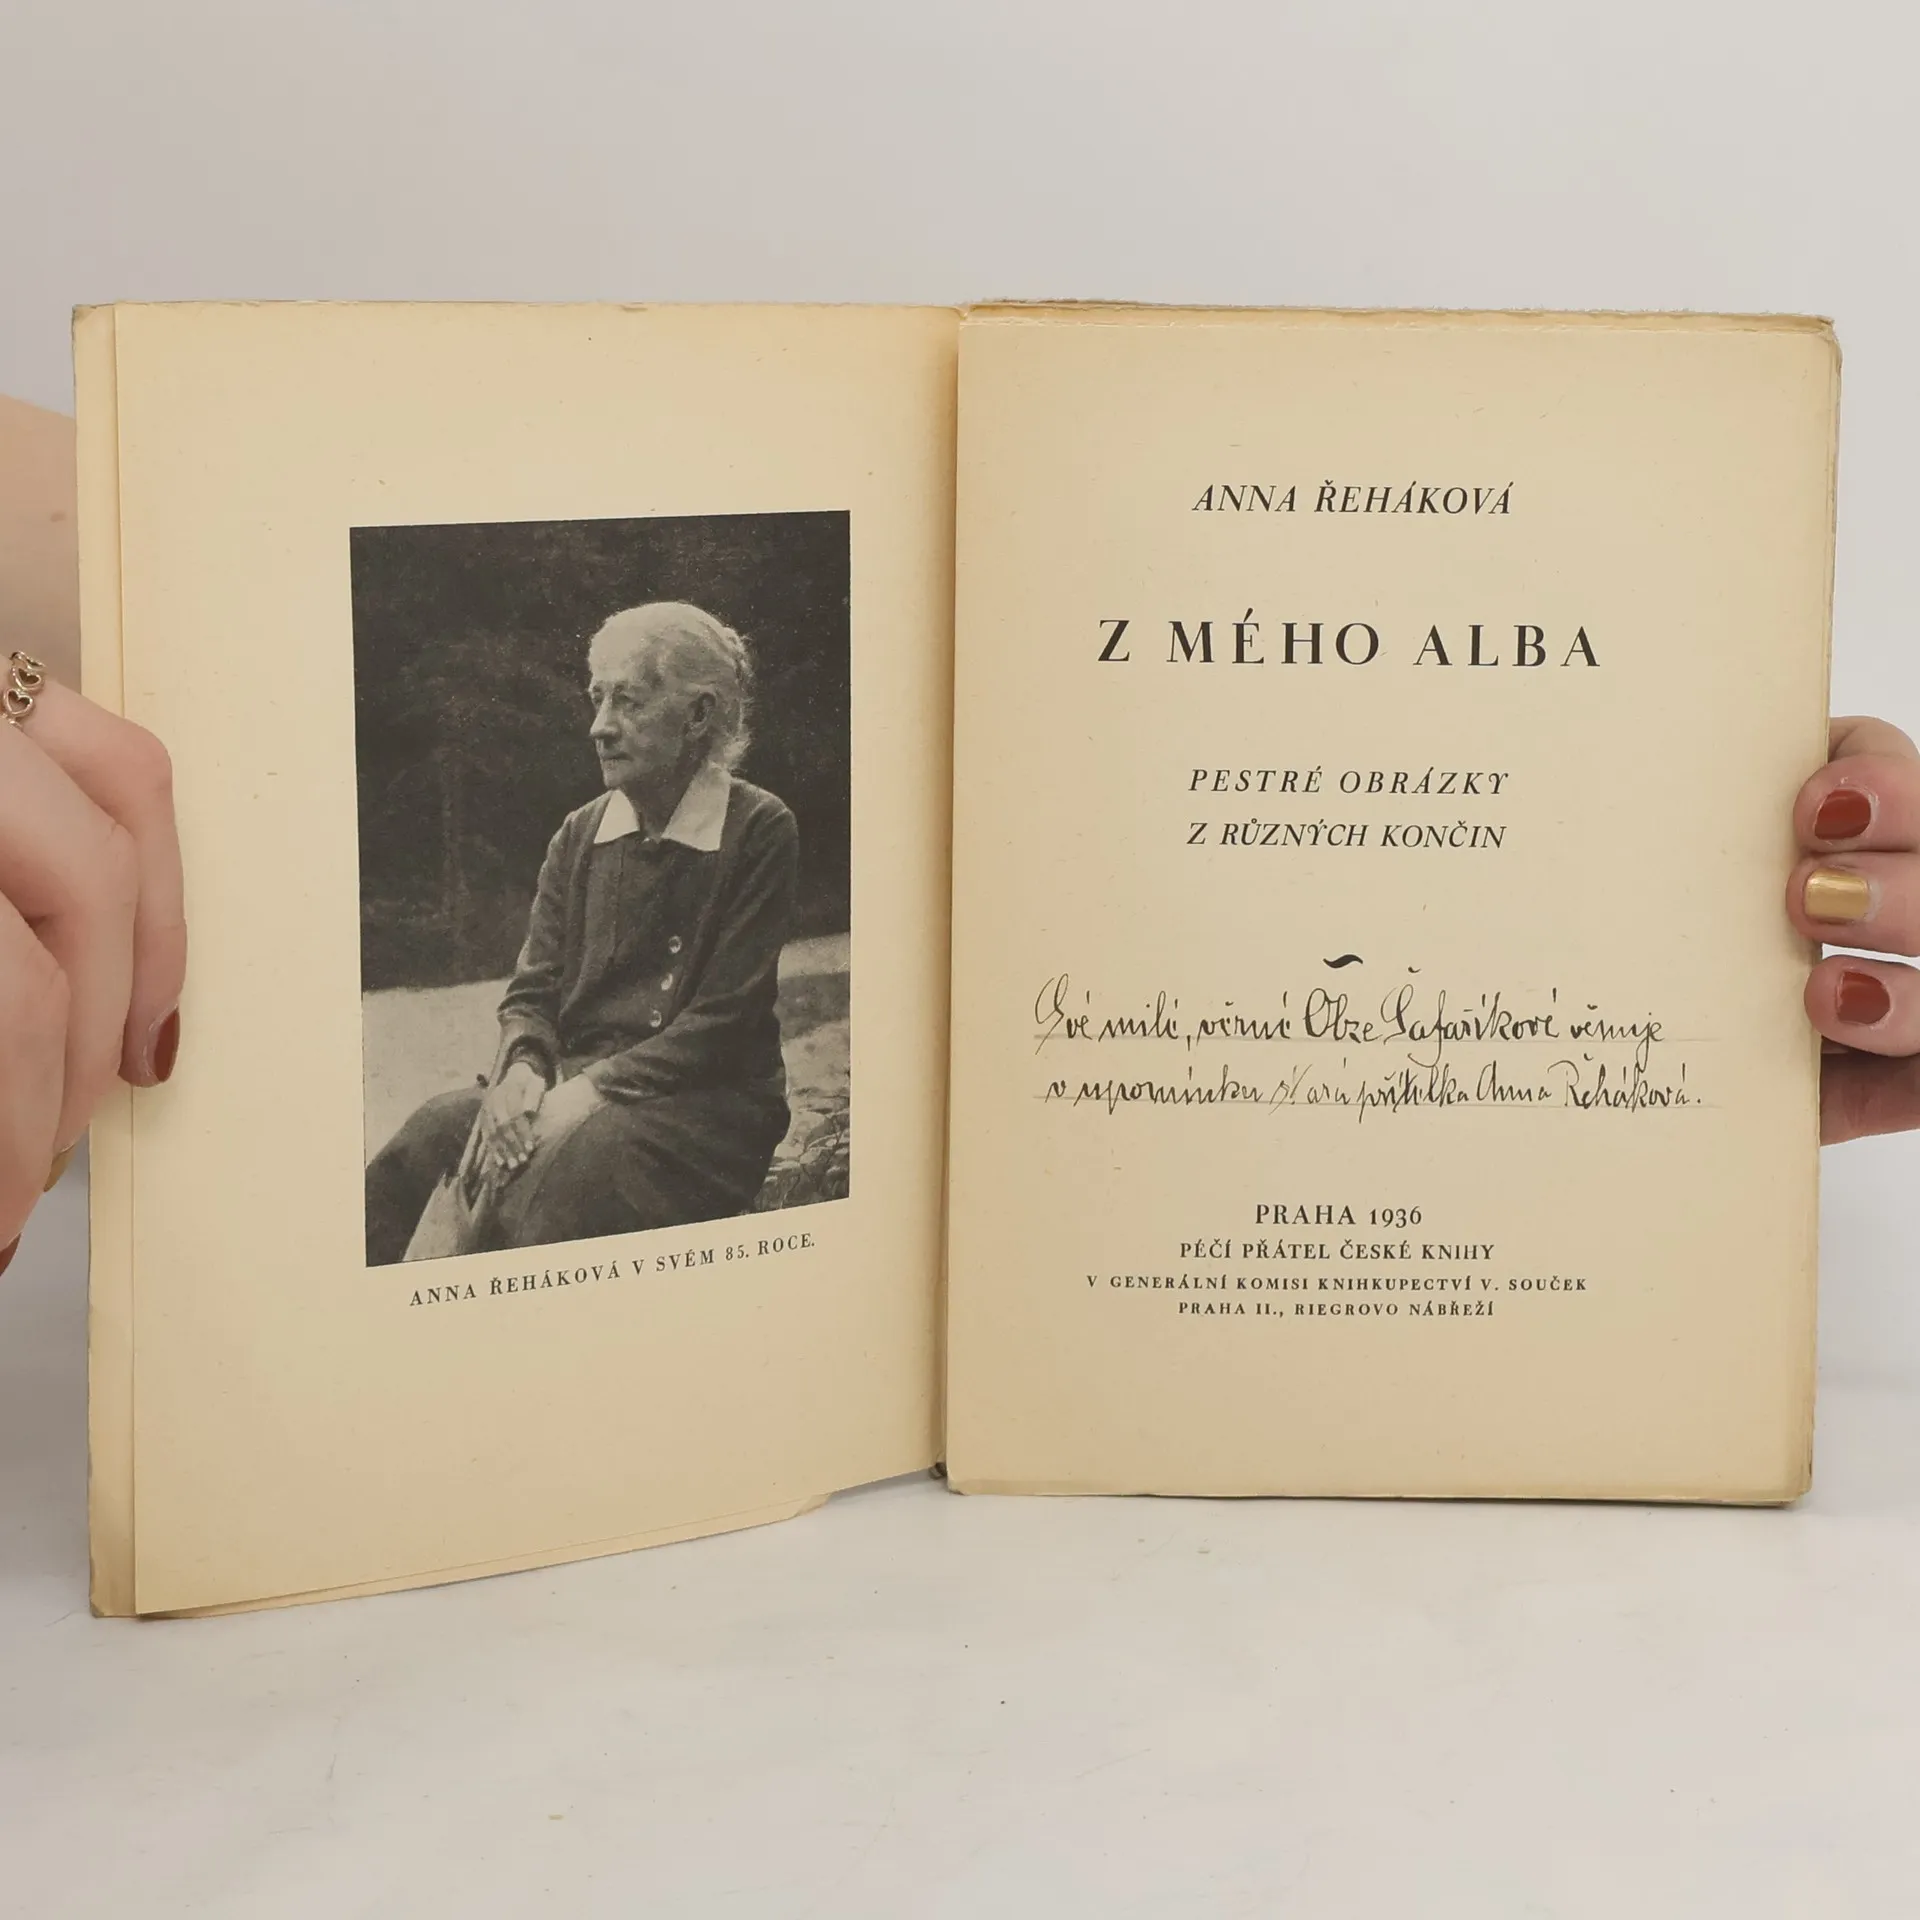 ANNA ŘEHÁKOVÁ V SVÉM 85. ROCE.
ANNA ŘEHÁKOVÁ
Z MÉHO ALBA
PESTRÉ OBRÁZKY
Z RŮZNÝCH KONČIN
Své milé, věrné Olze Šafaříkové věnuje
v upomínku stará přítelka Anna Řeháková.
PRAHA 1936
PÉČÍ PŘÁTEL ČESKÉ KNIHY
V GENERÁLNÍ KOMISI KNIHKUPECTVÍ V. SOUČEK
PRAHA II., RIEGROVO NÁBŘEŽÍ